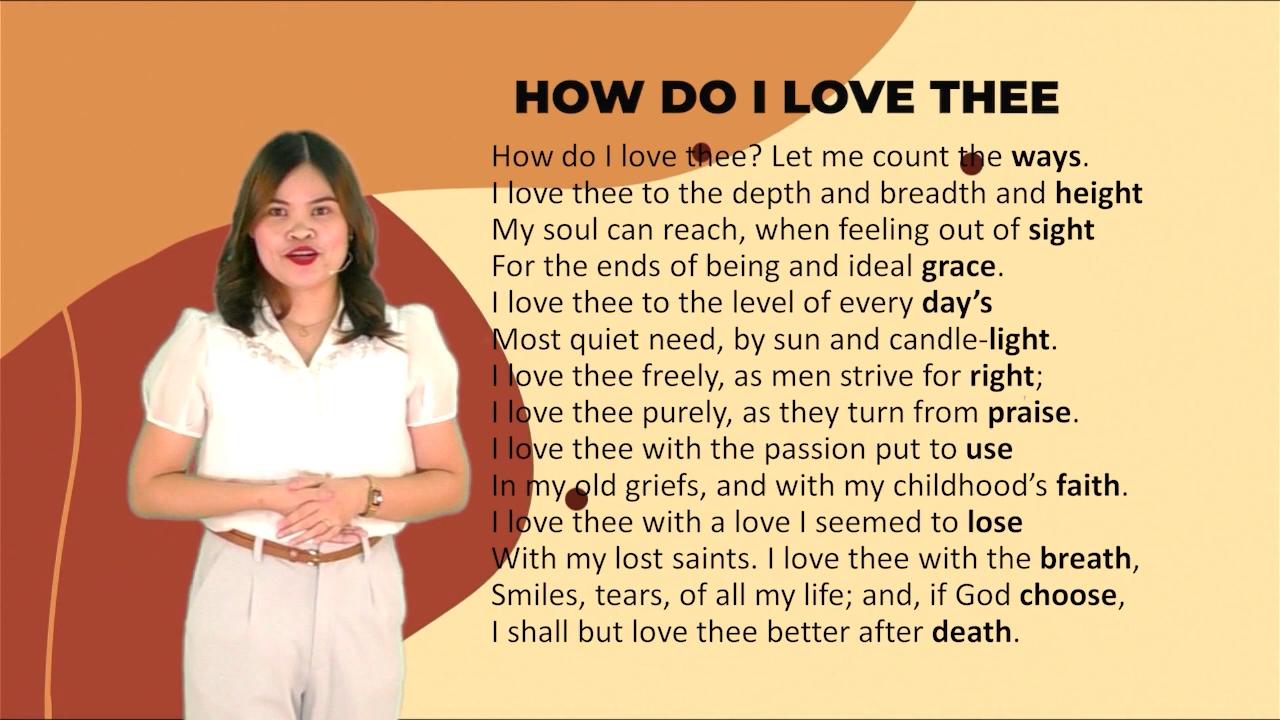 HOW DO I LOVE THEE
How do I love thee? Let me count the ways.
I love thee to the depth and breadth and height
My soul can reach, when feeling out of sight
For the ends of being and ideal grace.
I love thee to the level of every day’s
Most quiet need, by sun and candle-light.
I love thee freely, as men strive for right;
I love thee purely, as they turn from praise.
I love thee with the passion put to use
In my old griefs, and with my childhood’s faith.
I love thee with a love I seemed to lose
With my lost saints. I love thee with the breath,
Smiles, tears, of all my life; and, if God choose,
I shall but love thee better after death.